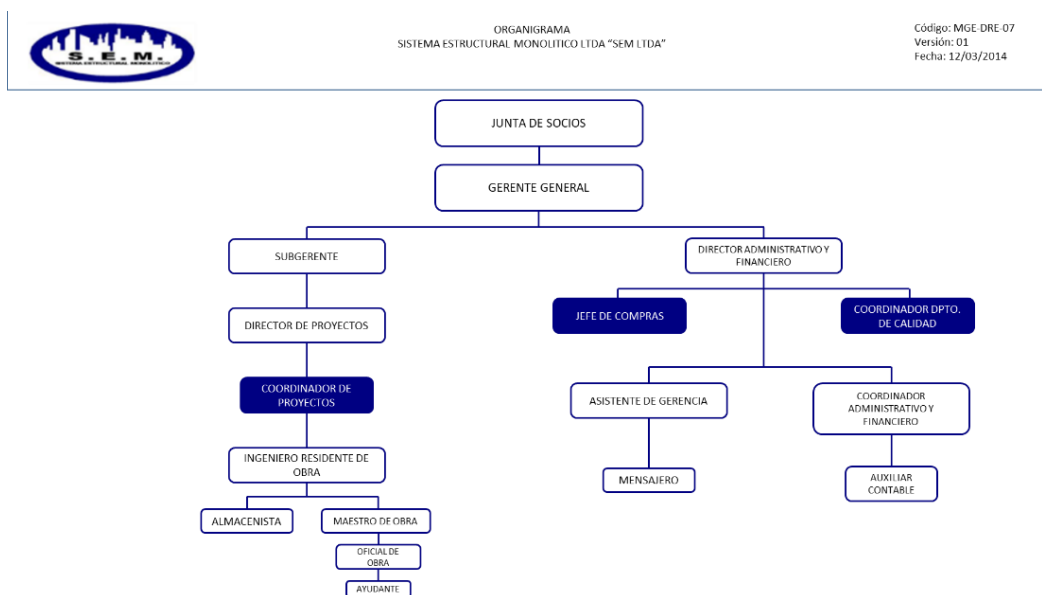 S. E. M.
SISTEMA ESTRUCTURAL MONOLITICO
ORGANIGRAMA
SISTEMA ESTRUCTURAL MONOLITICO LTDA “SEM LTDA”
Código: MGE-DRE-07
Versión: 01
Fecha: 12/03/2014
JUNTA DE SOCIOS
GERENTE GENERAL
SUBGERENTE
DIRECTOR ADMINISTRATIVO Y
FINANCIERO
DIRECTOR DE PROYECTOS
JEFE DE COMPRAS
COORDINADOR DPTO.
DE CALIDAD
COORDINADOR DE
PROYECTOS
ASISTENTE DE GERENCIA
COORDINADOR
ADMINISTRATIVO Y
FINANCIERO
INGENIERO RESIDENTE DE
OBRA
MENSAJERO
AUXILIAR
CONTABLE
ALMACENISTA
MAESTRO DE OBRA
OFICIAL DE
OBRA
AYUDANTE